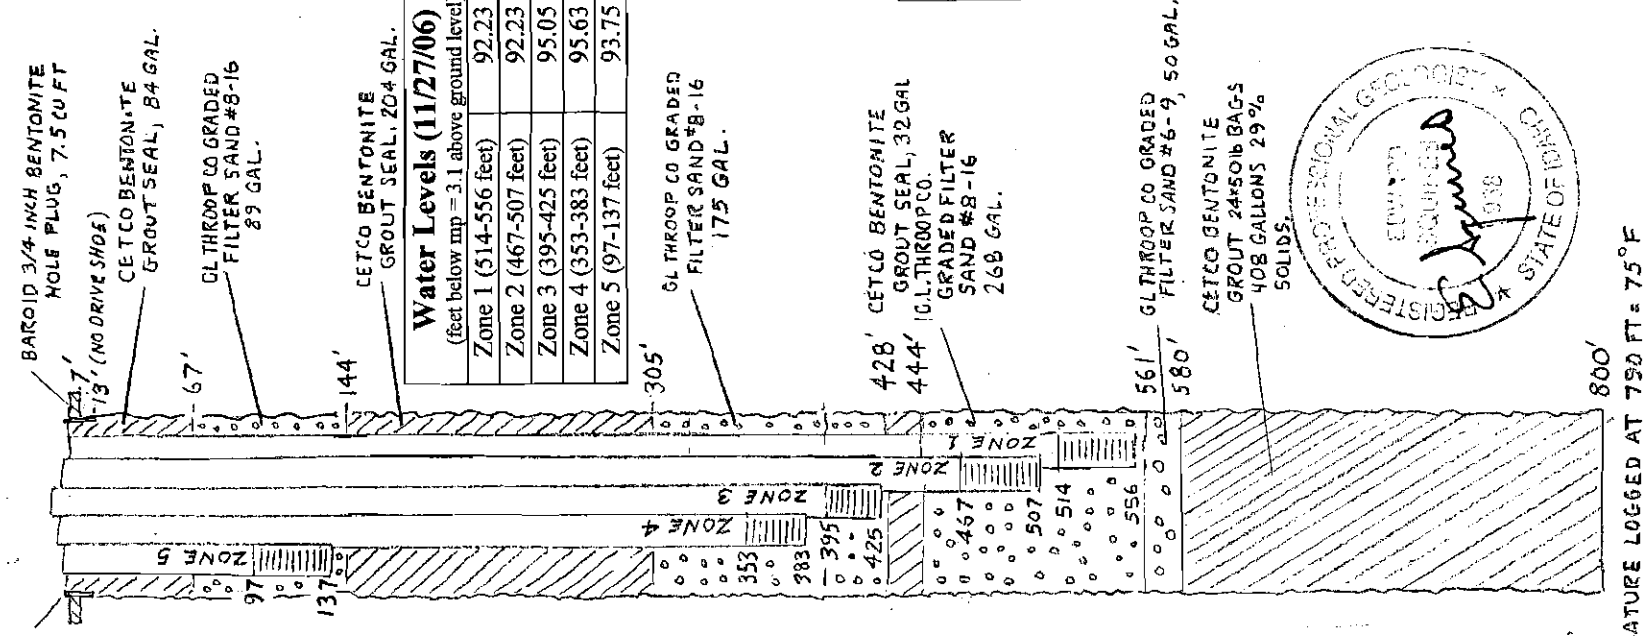 BAROID 3/4 INCH BENTONITE
HOLE PLUG, 7.5 CU FT
13' (NO DRIVE SHOE)
CETCO BENTONITE
GROUT SEAL, 84 GAL.
67'
GL THROOP CO GRADED
FILTER SAND #8-16
89 GAL.
144'
CETCO BENTONITE
GROUT SEAL, 204 GAL.
Water Levels (11/27/06)
(feet below mp = 3.1 above ground level
Zone 1 (514-556 feet) 92.23
Zone 2 (467-507 feet) 92.23
Zone 3 (395-425 feet) 95.05
Zone 4 (353-383 feet) 95.63
Zone 5 (97-137 feet) 93.75
305'
GL THROOP CO GRADED
FILTER SAND #8-16
175 GAL.
428'
CETCO BENTONITE
GROUT SEAL, 32 GAL
444'
G.L. THROOP CO.
GRADED FILTER
SAND #8-16
268 GAL.
561'
580'
GL THROOP CO GRADED
FILTER SAND #6-9, 50 GAL,
CETCO BENTONITE
GROUT 24x50lb BAGS
408 GALLONS 29%
SOLIDS.
800'
ZONE 1
ZONE 2
ZONE 3
ZONE 4
ZONE 5
97
137
353
383
395
425
467
507
514
556
REGISTERED PROFESSIONAL GEOLOGIST
STATE OF IDAHO
ATURE LOGGED AT 790 FT = 75°F